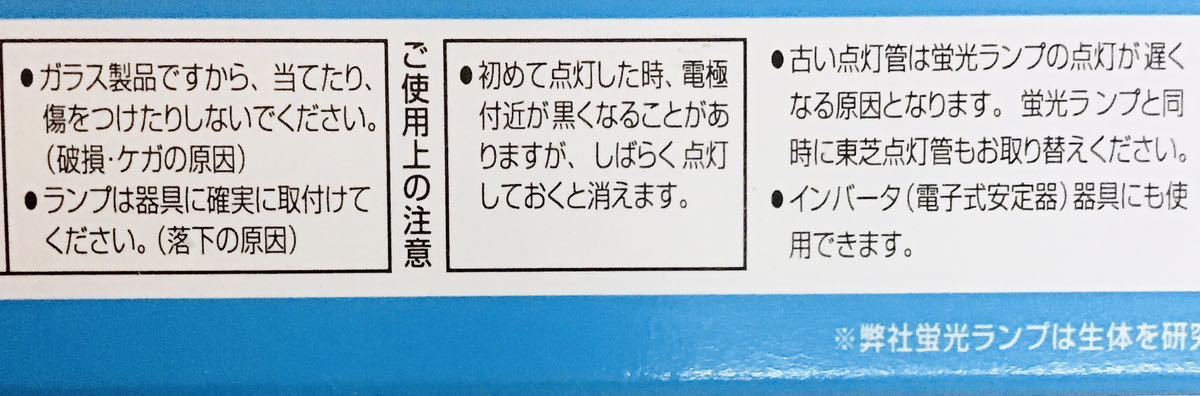 ●ガラス製品ですから、当てたり、
傷をつけたりしないでください。
(破損･ケガの原因)
●ランプは器具に確実に取付けて
ください。(落下の原因)
ご使用上の注意
●初めて点灯した時、電極
付近が黒くなることがあ
りますが、しばらく点灯
しておくと消えます。
●古い点灯管は蛍光ランプの点灯が遅く
なる原因となります。蛍光ランプと同
時に東芝点灯管もお取り替えください。
●インバータ(電子式安定器)器具にも使
用できます。
※弊社蛍光ランプは生体を研究